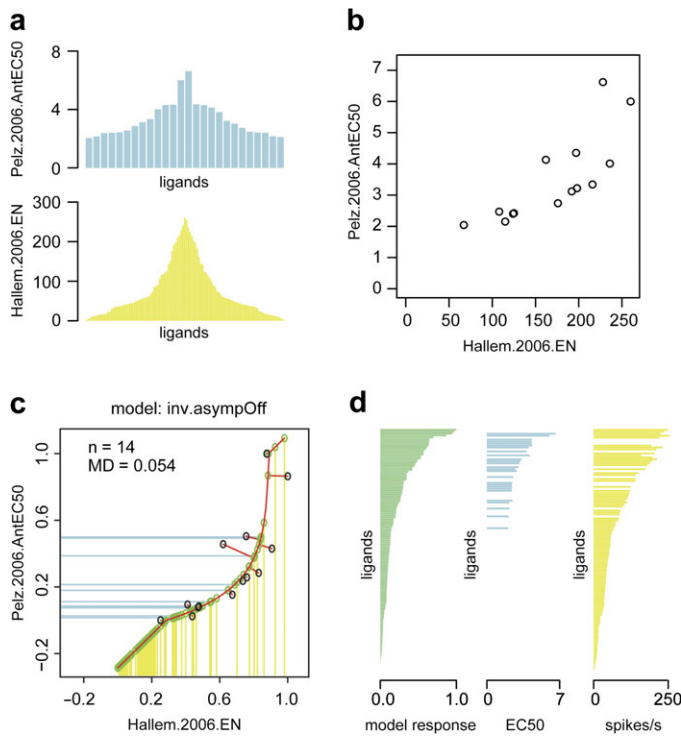 a
Pelz.2006.AntEC50
8
4
0
ligands
Hallem.2006.EN
300
200
100
0
ligands
b
Pelz.2006.AntEC50
7
6
5
4
3
2
1
0
0 50 100 150 200 250
Hallem.2006.EN
c
model: inv.asympOff
n = 14
MD = 0.054
Pelz.2006.AntEC50
1.0
0.6
0.2
−0.2
−0.2 0.2 0.6 1.0
Hallem.2006.EN
d
ligands ligands ligands
0.0 1.0 0 7 0 250
model response EC50 spikes/s